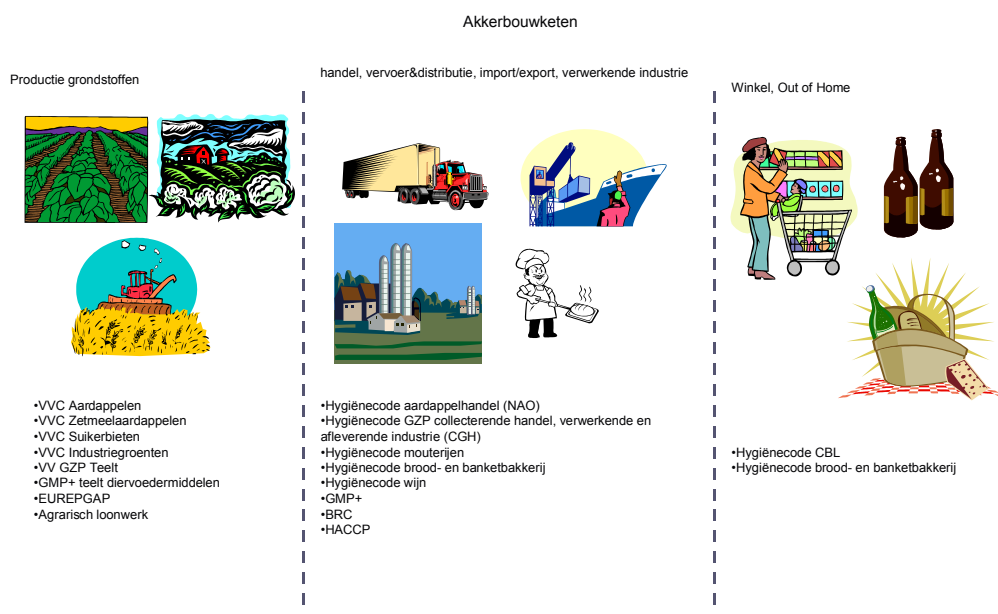 Akkerbouwketen
Productie grondstoffen
•VVC Aardappelen
•VVC Zetmeelaardappelen
•VVC Suikerbieten
•VVC Industriegroenten
•VV GZP Teelt
•GMP+ teelt diervoedermiddelen
•EUREPGAP
•Agrarisch loonwerk
handel, vervoer&distributie, import/export, verwerkende industrie
•Hygiënecode aardappelhandel (NAO)
•Hygiënecode GZP collecterende handel, verwerkende en
afleverende industrie (CGH)
•Hygiënecode mouterijen
•Hygiënecode brood- en banketbakkerij
•Hygiënecode wijn
•GMP+
•BRC
•HACCP
Winkel, Out of Home
•Hygiënecode CBL
•Hygiënecode brood- en banketbakkerij